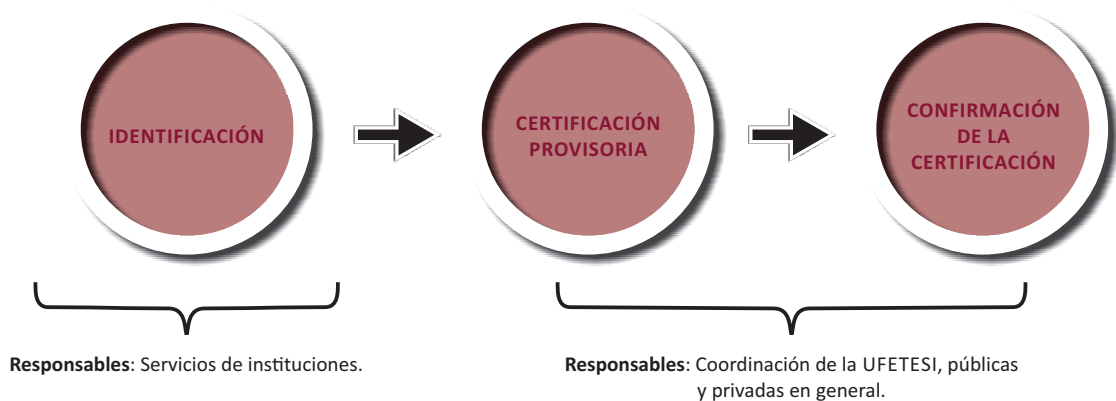 IDENTIFICACIÓN
CERTIFICACIÓN
PROVISORIA
CONFIRMACIÓN
DE LA
CERTIFICACIÓN
Responsables: Servicios de instituciones.
Responsables: Coordinación de la UFETESI, públicas
y privadas en general.